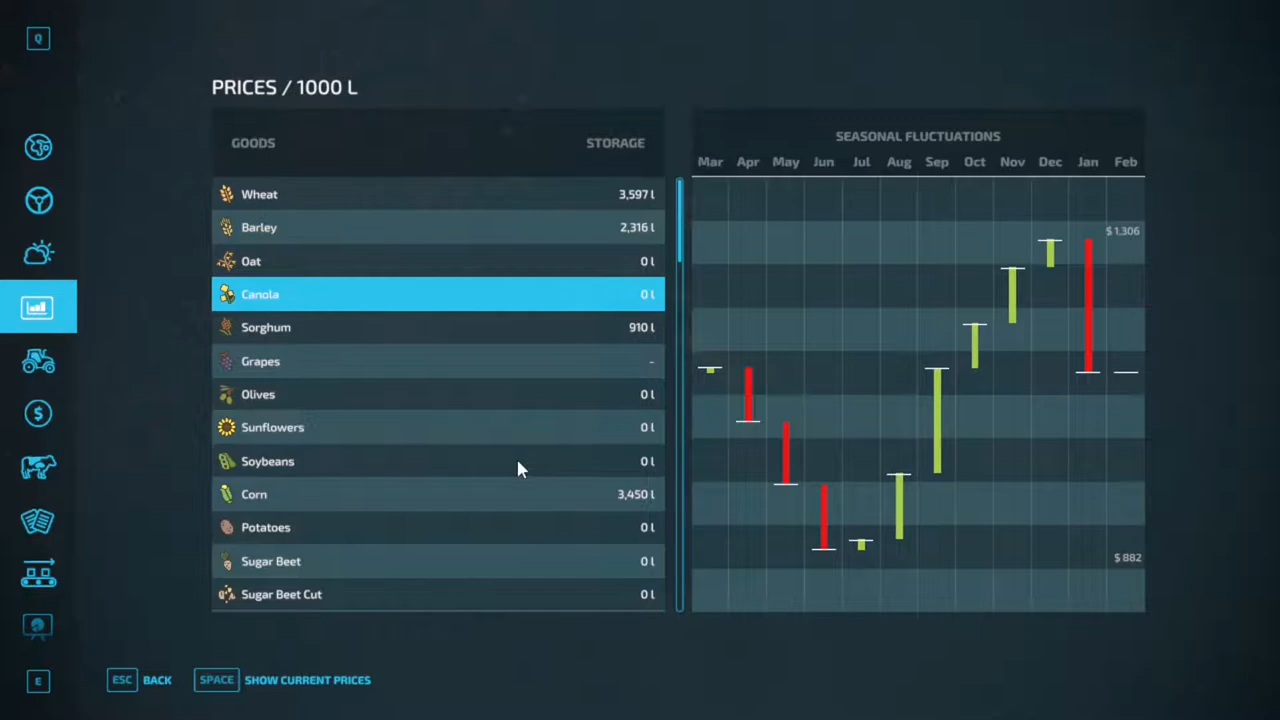 Q
PRICES / 1000 L
GOODS STORAGE
SEASONAL FLUCTUATIONS
Mar Apr May Jun Jul Aug Sep Oct Nov Dec Jan Feb
Wheat 3,597 l
Barley 2,316 l
$ 1,306
Oat 0 l
Canola 0 l
Sorghum 910 l
Grapes -
Olives 0 l
Sunflowers 0 l
Soybeans 0 l
Corn 3,450 l
Potatoes 0 l
$ 882
Sugar Beet 0 l
Sugar Beet Cut 0 l
E
ESC BACK SPACE SHOW CURRENT PRICES